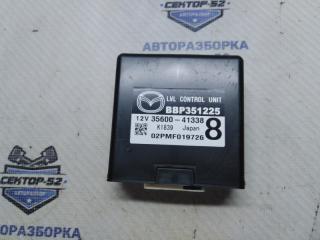 СЕКТОР-52
АВТОРАЗБОРКА
LVL CONTROL UNIT
BBP351225
12V 35600-41338
K1839 Japan 8
02PMF019726
АВТОРАЗБОРКА
СЕКТОР-52